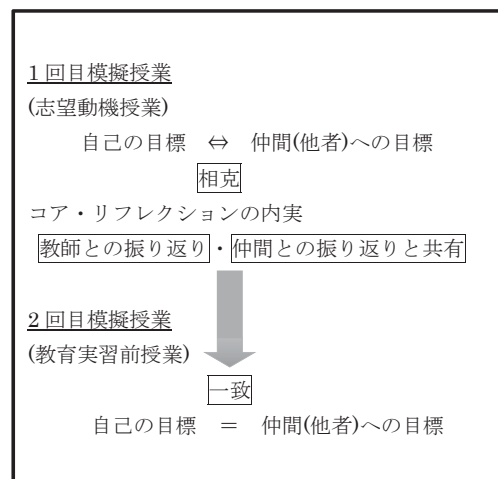 1 回目模擬授業
(志望動機授業)
自己の目標 ⇔ 仲間(他者)への目標
相克
コア・リフレクションの内実
教師との振り返り・仲間との振り返りと共有
2 回目模擬授業
(教育実習前授業)
一致
自己の目標 = 仲間(他者)への目標